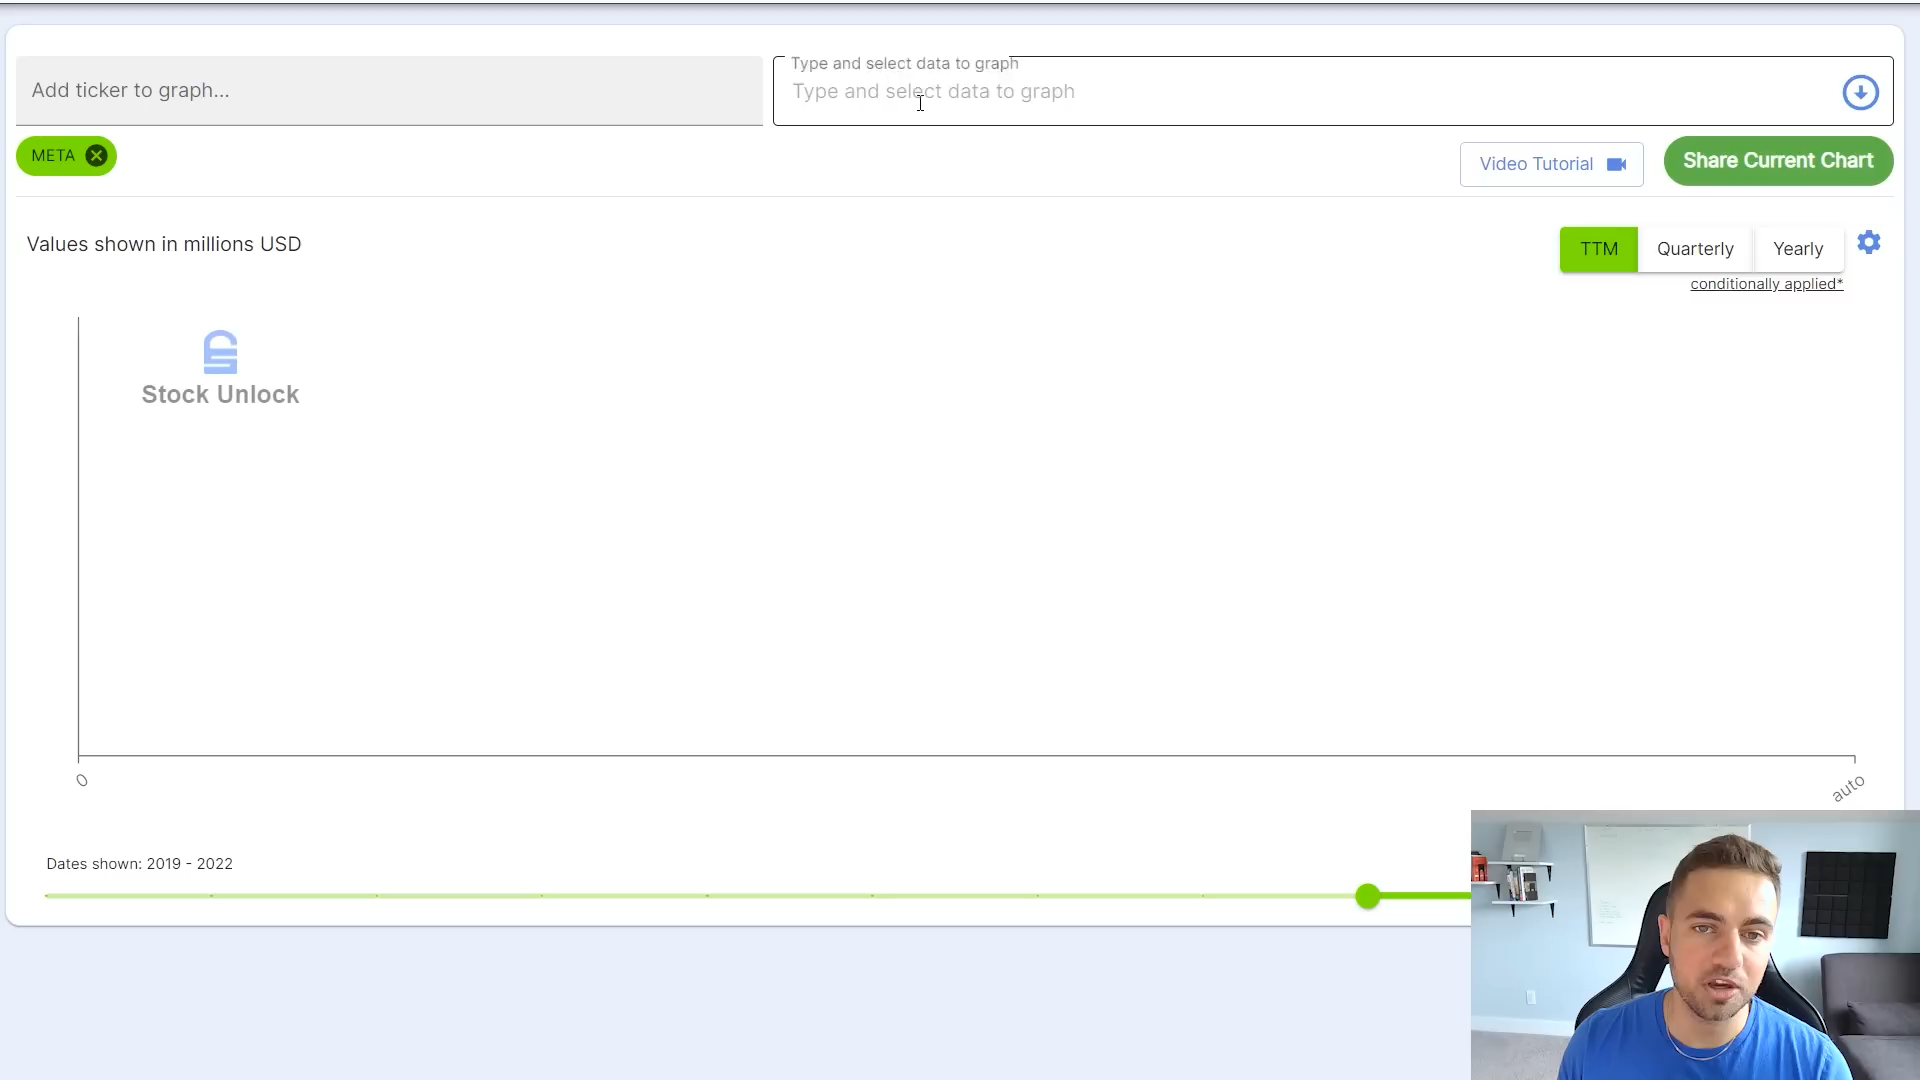 Type and select data to graph
Add ticker to graph...
Type and select data to graph
META
Video Tutorial
Share Current Chart
Values shown in millions USD
TTM
Quarterly
Yearly
conditionally applied*
Stock Unlock
0
auto
Dates shown: 2019 - 2022